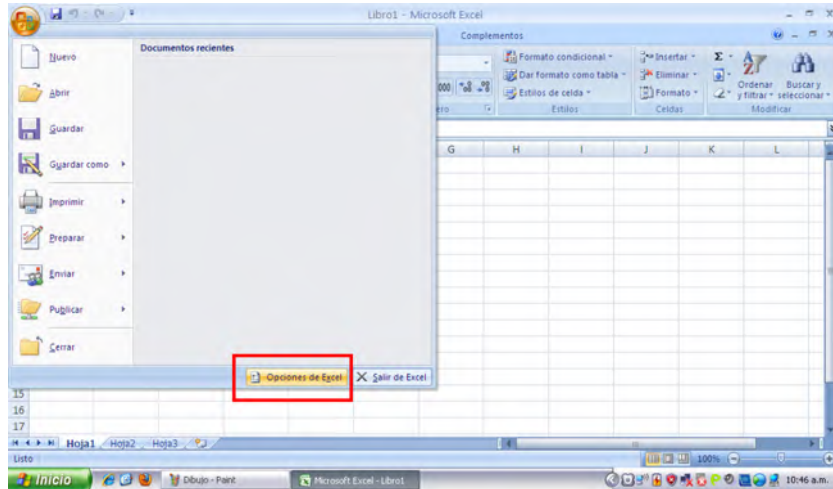 Libro1 - Microsoft Excel
Complementos
Nuevo
Abrir
Guardar
Guardar como
Imprimir
Preparar
Enviar
Publicar
Cerrar
Documentos recientes
Opciones de Excel
Salir de Excel
000
Formato condicional
Dar formato como tabla
Estilos de celda
Estilos
Insertar
Eliminar
Formato
Celdas
Σ
Ordenar
y filtrar
Buscar y
seleccionar
Modificar
G H I J K L
15
16
17
Hoja1 Hoja2 Hoja3
Listo
100%
Inicio
Dibujo - Paint
Microsoft Excel - Libro1
10:46 a.m.